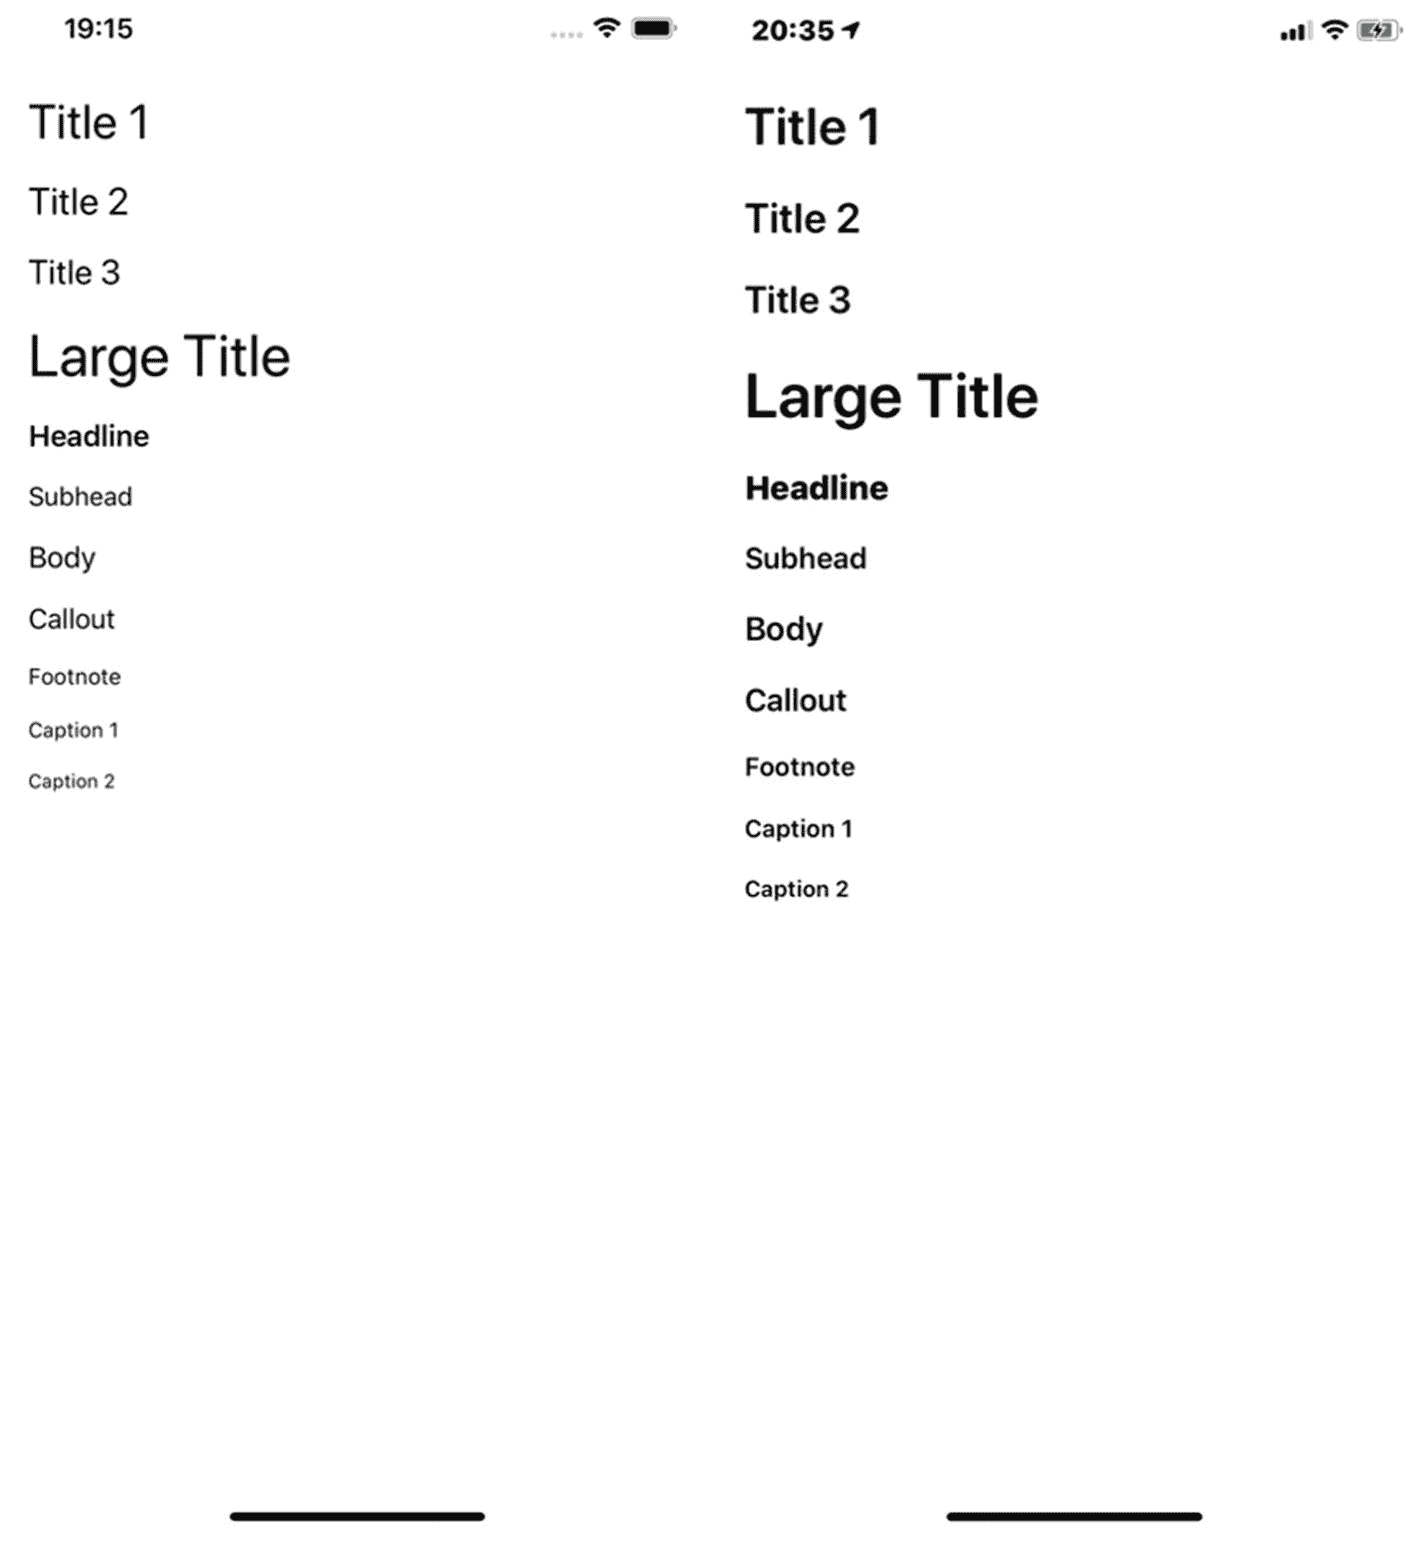 19:15
Title 1
Title 2
Title 3
Large Title
Headline
Subhead
Body
Callout
Footnote
Caption 1
Caption 2
20:35
Title 1
Title 2
Title 3
Large Title
Headline
Subhead
Body
Callout
Footnote
Caption 1
Caption 2